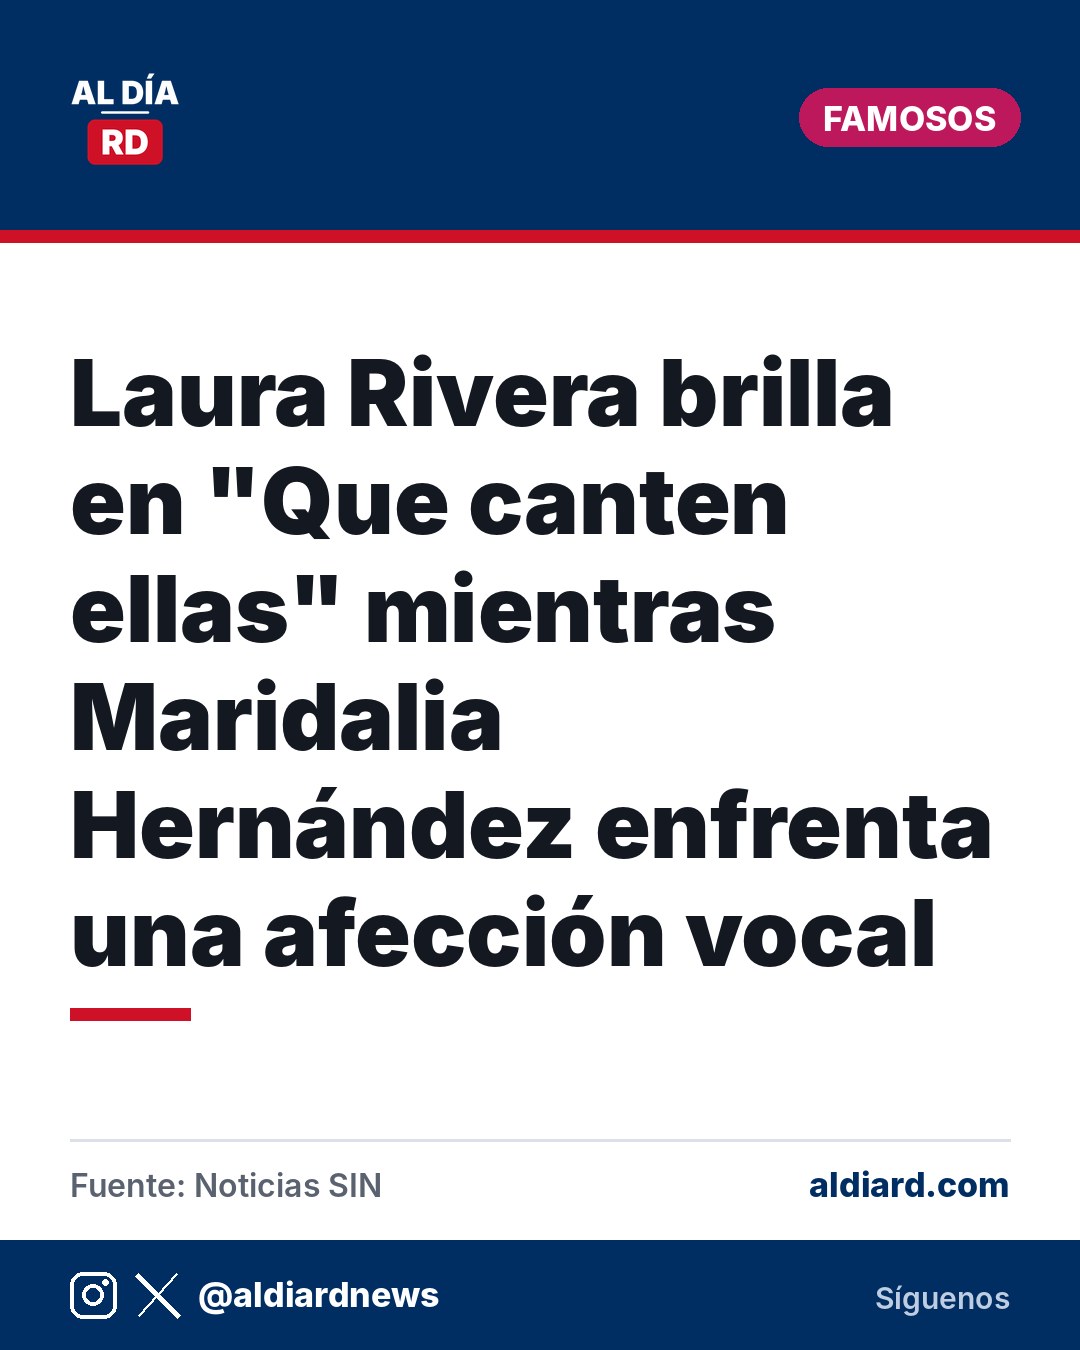 AL DÍA
RD
FAMOSOS
Laura Rivera brilla
en "Que canten
ellas" mientras
Maridalia
Hernández enfrenta
una afección vocal
Fuente: Noticias SIN
aldiard.com
@aldiardnews
Síguenos